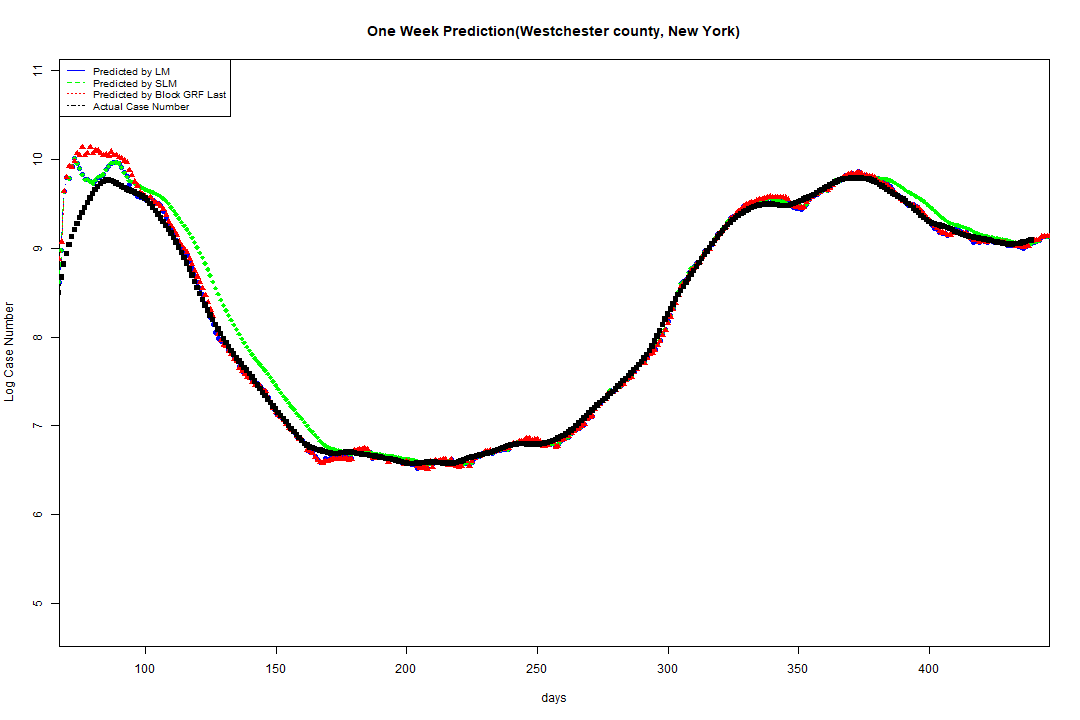 One Week Prediction(Westchester county, New York)
Predicted by LM
Predicted by SLM
Predicted by Block GRF Last
Actual Case Number
11
10
9
8
7
6
5
Log Case Number
100 150 200 250 300 350 400
days